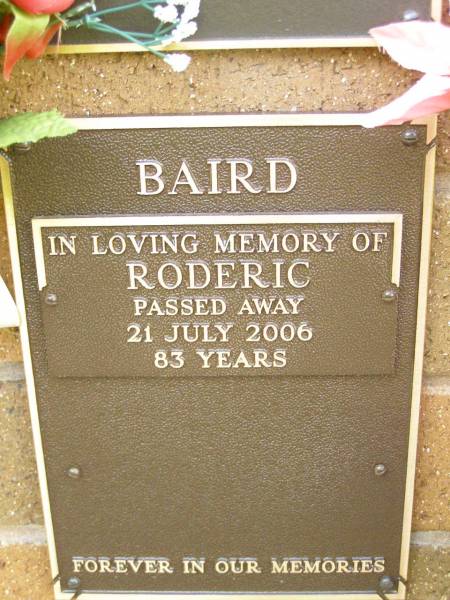 BAIRD
IN LOVING MEMORY OF
RODERIC
PASSED AWAY
21 JULY 2006
83 YEARS
FOREVER IN OUR MEMORIES